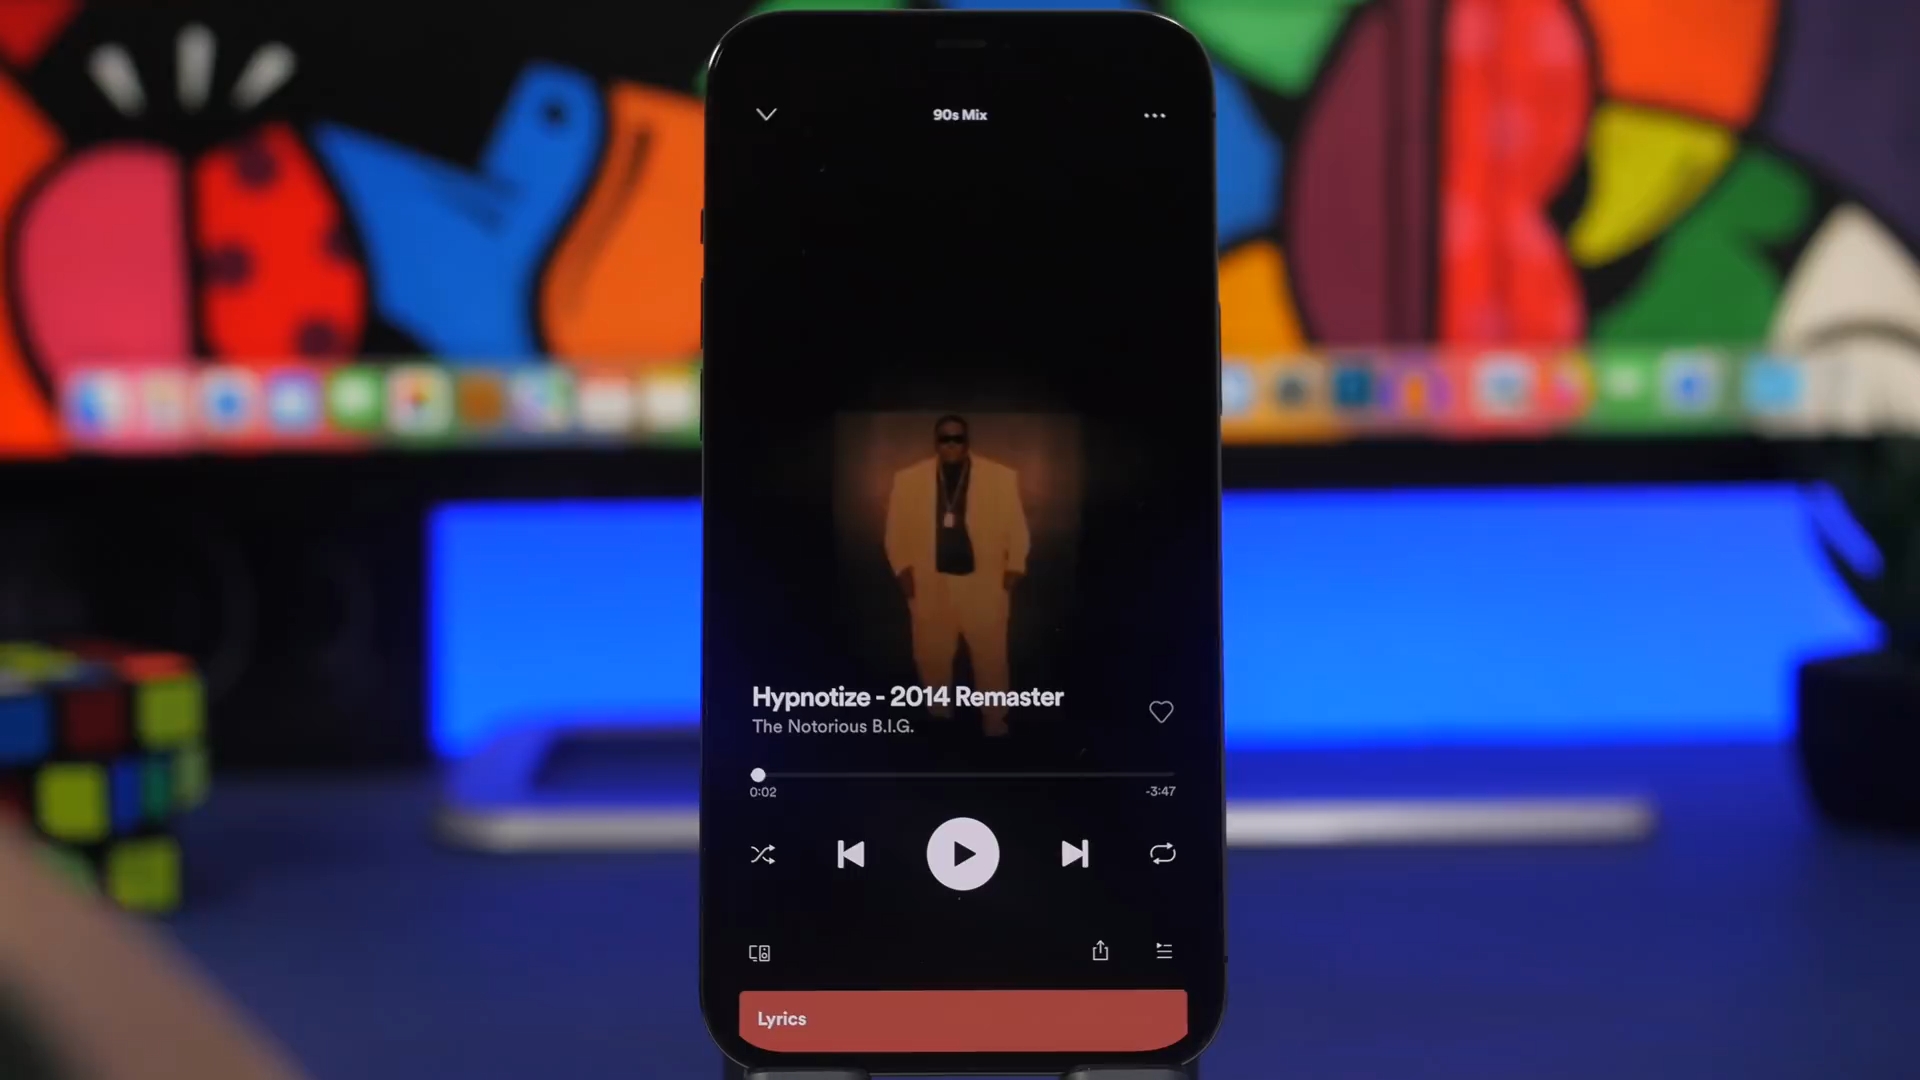 90s Mix
Hypnotize - 2014 Remaster
The Notorious B.I.G.
0:02
-3:47
Lyrics